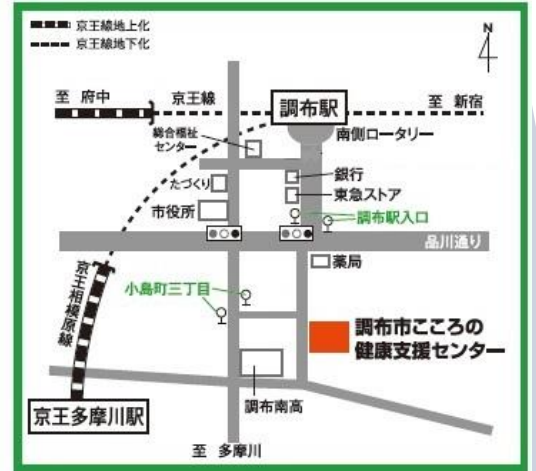 京王線地上化
京王線地下化
N
至 府中
京王線
調布駅
至 新宿
総合福祉
センター
南側ロータリー
銀行
たづくり
東急ストア
市役所
調布駅入口
品川通り
薬局
小島町三丁目
京王相模原線
調布市こころの
健康支援センター
調布南高
京王多摩川駅
至 多摩川